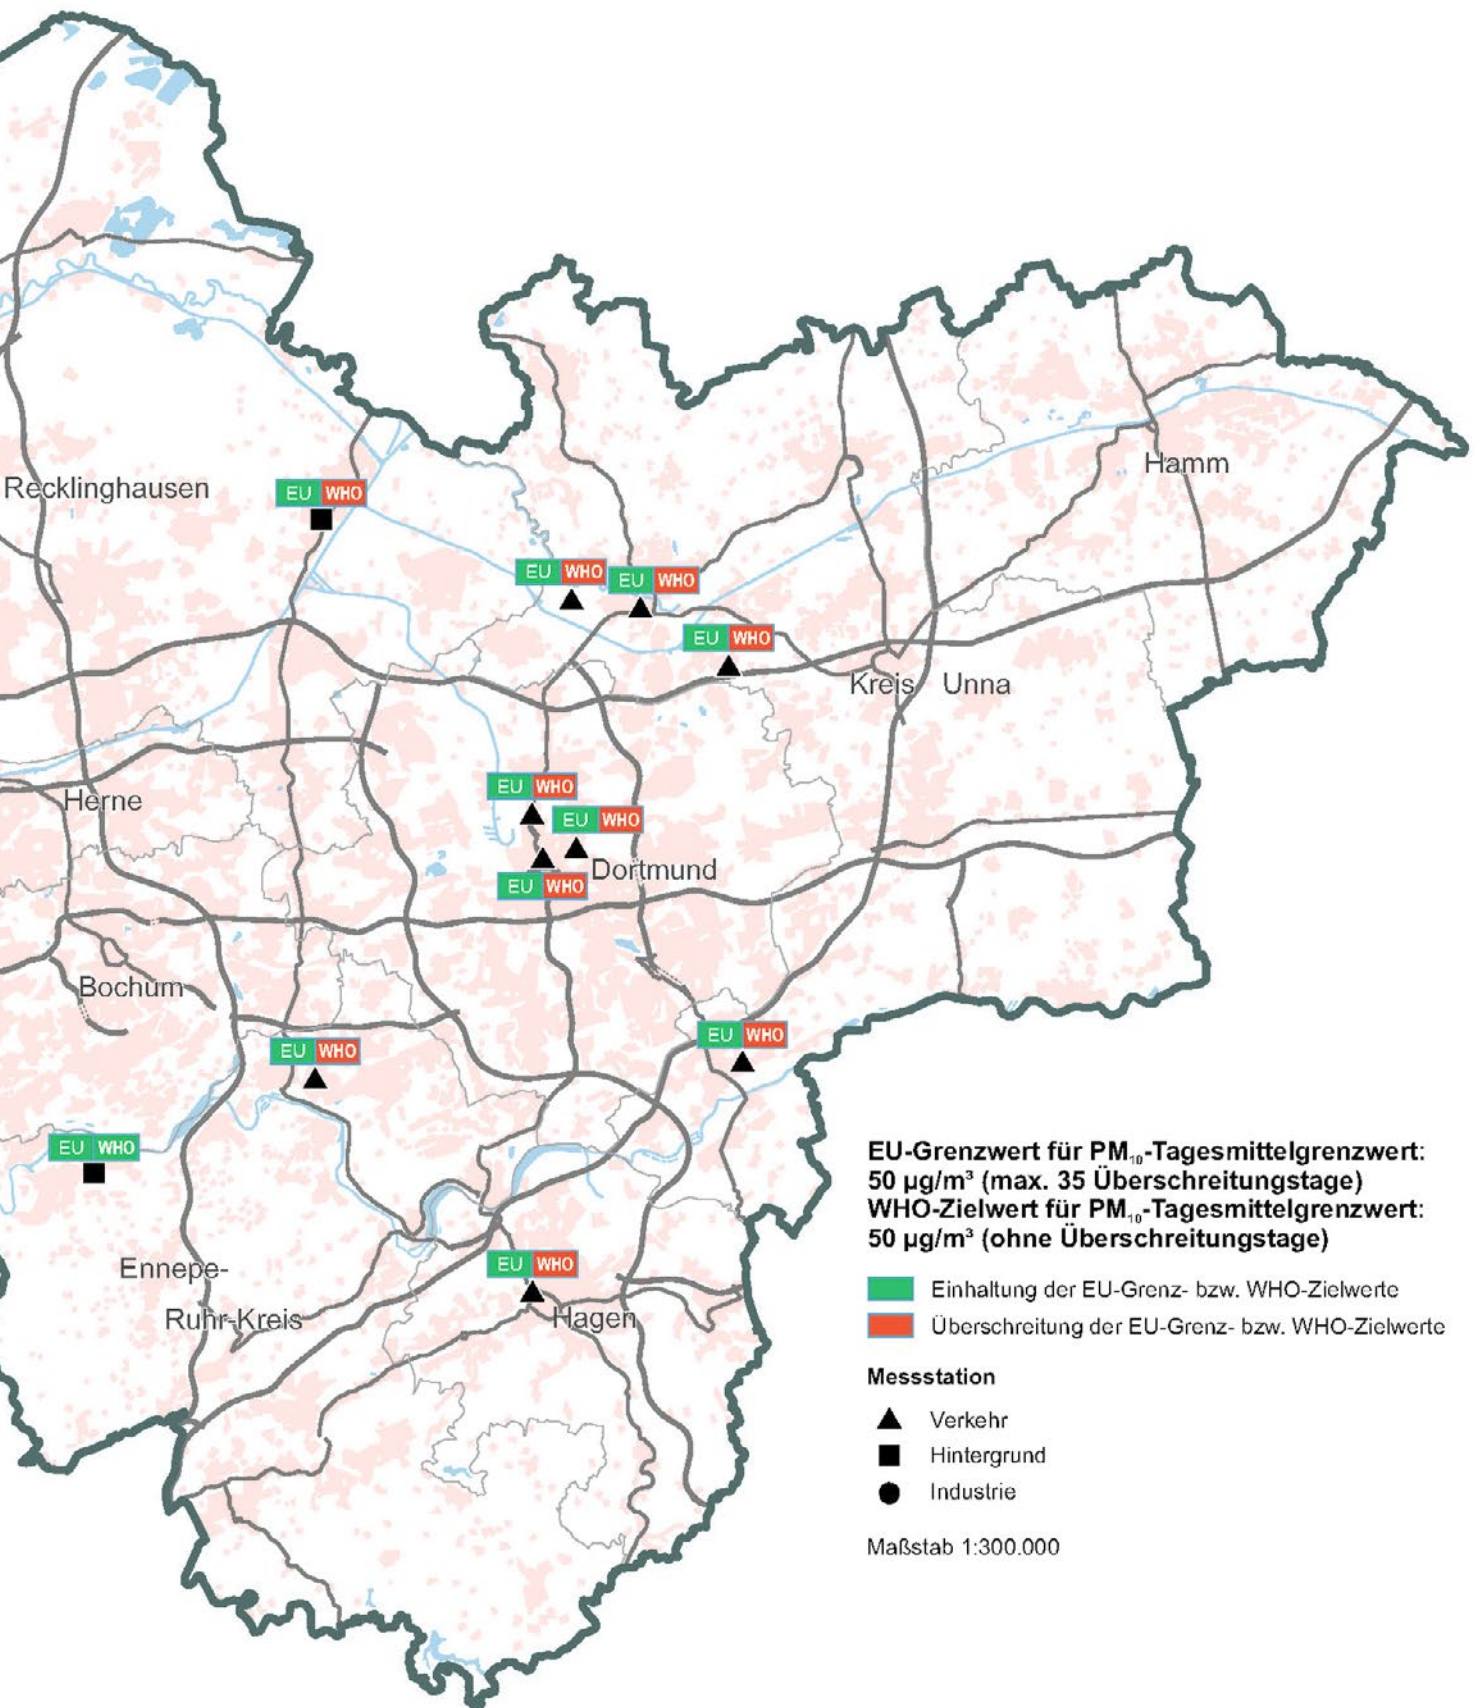 Hamm
Recklinghausen
EU WHO
EU WHO
EU WHO
EU WHO
Kreis Unna
EU WHO
Herne
EU WHO
Dortmund
EU WHO
Bochum
EU WHO
EU WHO
EU WHO
Ennepe-
Ruhr-Kreis
EU WHO
Hagen
EU-Grenzwert für PM₁₀-Tagesmittelgrenzwert:
50 µg/m³ (max. 35 Überschreitungstage)
WHO-Zielwert für PM₁₀-Tagesmittelgrenzwert:
50 µg/m³ (ohne Überschreitungstage)
Einhaltung der EU-Grenz- bzw. WHO-Zielwerte
Überschreitung der EU-Grenz- bzw. WHO-Zielwerte
Messstation
Verkehr
Hintergrund
Industrie
Maßstab 1:300.000